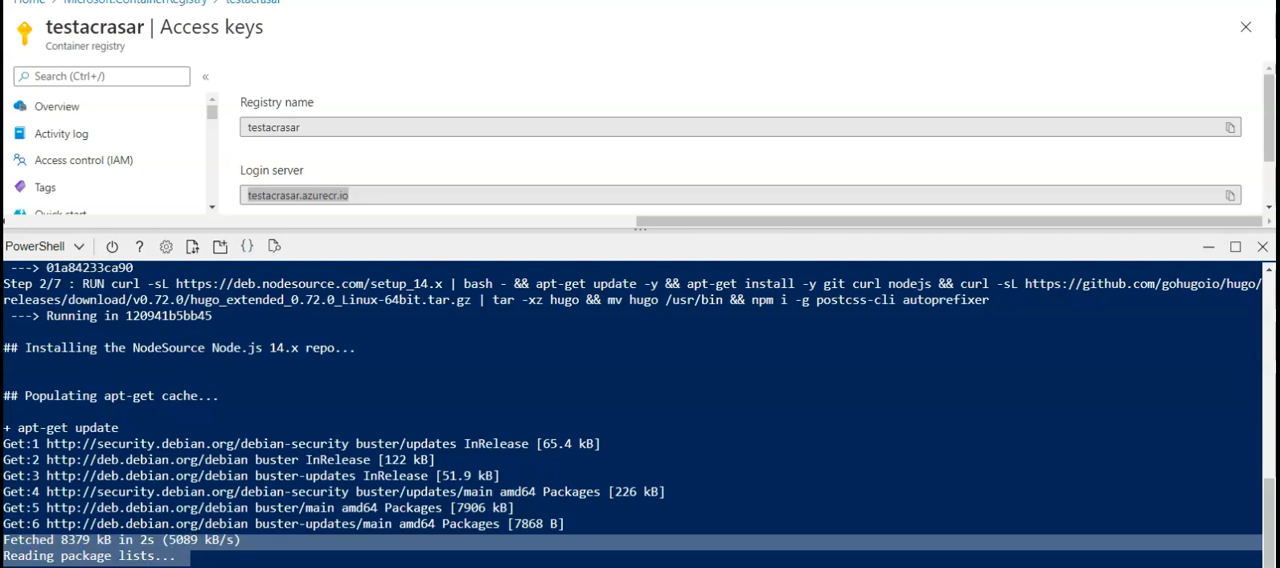 Home > Microsoft.ContainerRegistry > testacrasar
testacrasar | Access keys
Container registry
Search (Ctrl+/)
«
Overview
Activity log
Access control (IAM)
Tags
Quick start
Registry name
testacrasar
Login server
testacrasar.azurecr.io
PowerShell
?
{}
---> 01a84233ca90
Step 2/7 : RUN curl -sL https://deb.nodesource.com/setup_14.x | bash - && apt-get update -y && apt-get install -y git curl nodejs && curl -sL https://github.com/gohugoio/hugo/
releases/download/v0.72.0/hugo_extended_0.72.0_Linux-64bit.tar.gz | tar -xz hugo && mv hugo /usr/bin && npm i -g postcss-cli autoprefixer
---> Running in 120941b5bb45
## Installing the NodeSource Node.js 14.x repo...
## Populating apt-get cache...
+ apt-get update
Get:1 http://security.debian.org/debian-security buster/updates InRelease [65.4 kB]
Get:2 http://deb.debian.org/debian buster InRelease [122 kB]
Get:3 http://deb.debian.org/debian buster-updates InRelease [51.9 kB]
Get:4 http://security.debian.org/debian-security buster/updates/main amd64 Packages [226 kB]
Get:5 http://deb.debian.org/debian buster/main amd64 Packages [7906 kB]
Get:6 http://deb.debian.org/debian buster-updates/main amd64 Packages [7868 B]
Fetched 8379 kB in 2s (5089 kB/s)
Reading package lists...